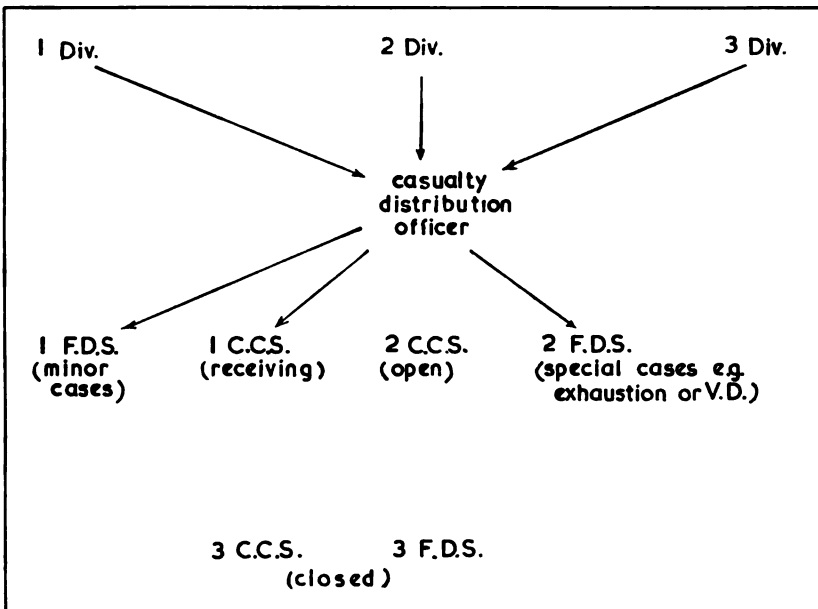 1 Div.
2 Div.
3 Div.
casualty
distribution
officer
1 F.D.S.
(minor
cases)
1 C.C.S.
(receiving)
2 C.C.S.
(open)
2 F.D.S.
(special cases e.g.
exhaustion or V.D.)
3 C.C.S.
3 F.D.S.
(closed)